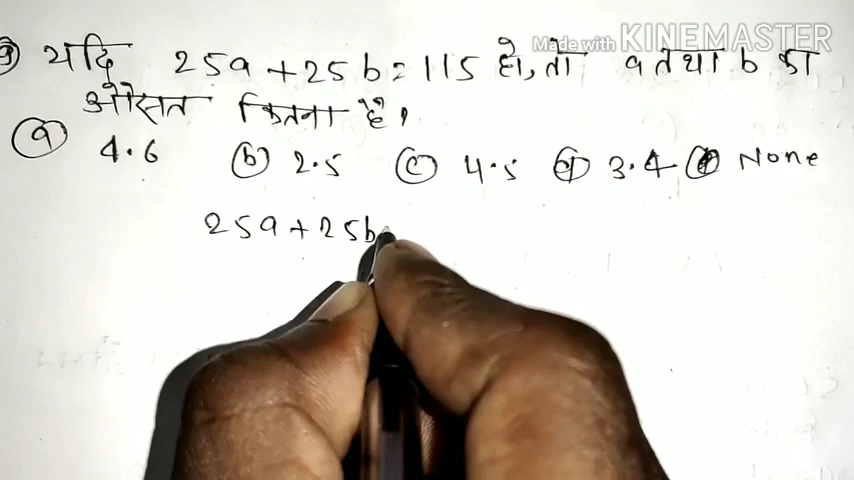 Made with KINEMASTER
यदि 25a + 25b = 115 हो, तो a तथा b का
औसत कितना है,
(a) 4.6 (b) 2.5 (c) 4.5 (d) 3.4 (e) None
25a + 25b